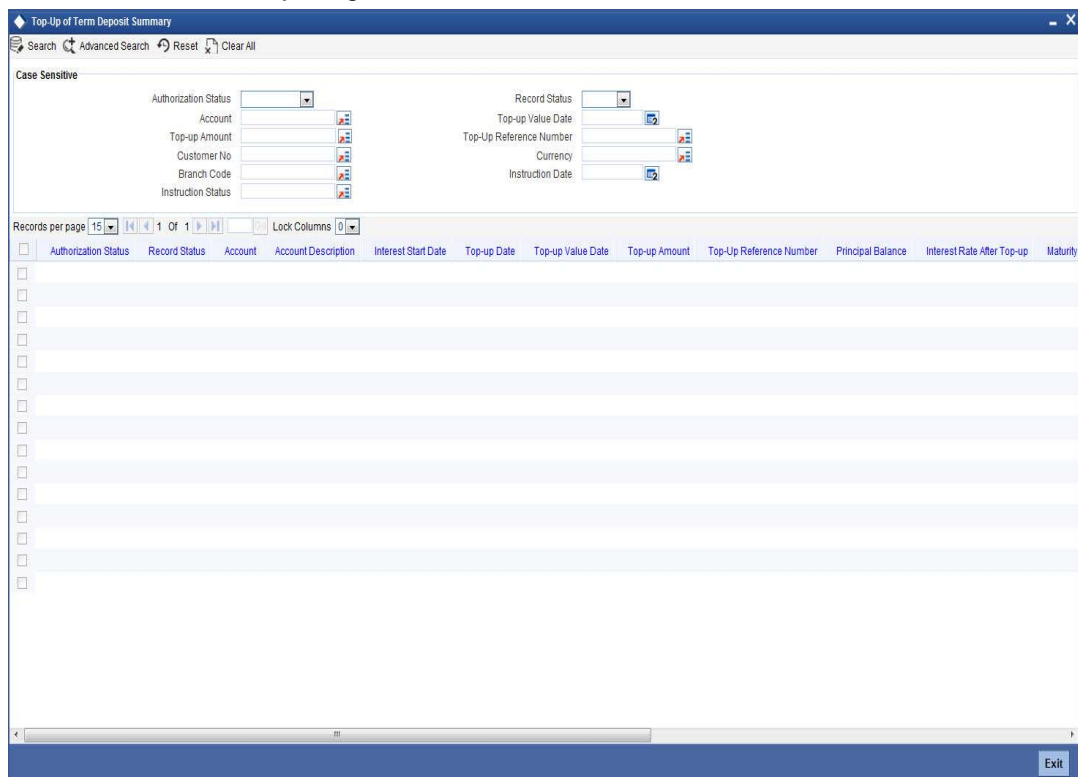 Top-Up of Term Deposit Summary
Search Advanced Search Reset Clear All
Case Sensitive
Authorization Status Record Status
Account Top-up Value Date
Top-up Amount Top-Up Reference Number
Customer No Currency
Branch Code Instruction Date
Instruction Status
Records per page 15 1 Of 1 Go Lock Columns 0
Authorization Status Record Status Account Account Description Interest Start Date Top-up Date Top-up Value Date Top-up Amount Top-Up Reference Number Principal Balance Interest Rate After Top-up Maturity
Exit